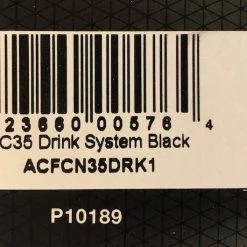 23660 00576 4
C35 Drink System Black
ACFCN35DRK1
P10189